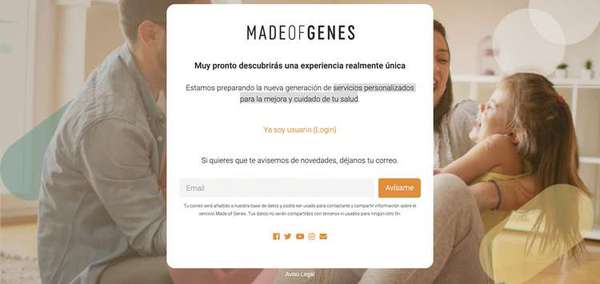 MADEOFGENES
Muy pronto descubrirás una experiencia realmente única
Estamos preparando la nueva generación de servicios personalizados
para la mejora y cuidado de tu salud.
Ya soy usuario (Login)
Si quieres que te avisemos de novedades, déjanos tu correo.
Email Avísame
Tu correo será añadido a nuestra base de datos y podrá ser usado para contactarte y compartir información sobre el
servicio Made of Genes. Tus datos no serán compartidos con terceros ni usados para ningún otro fin.
Aviso Legal